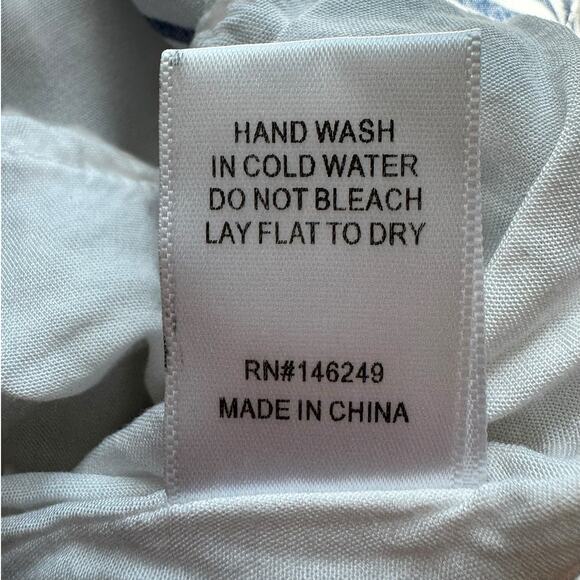 HAND WASH
IN COLD WATER
DO NOT BLEACH
LAY FLAT TO DRY
RN#146249
MADE IN CHINA